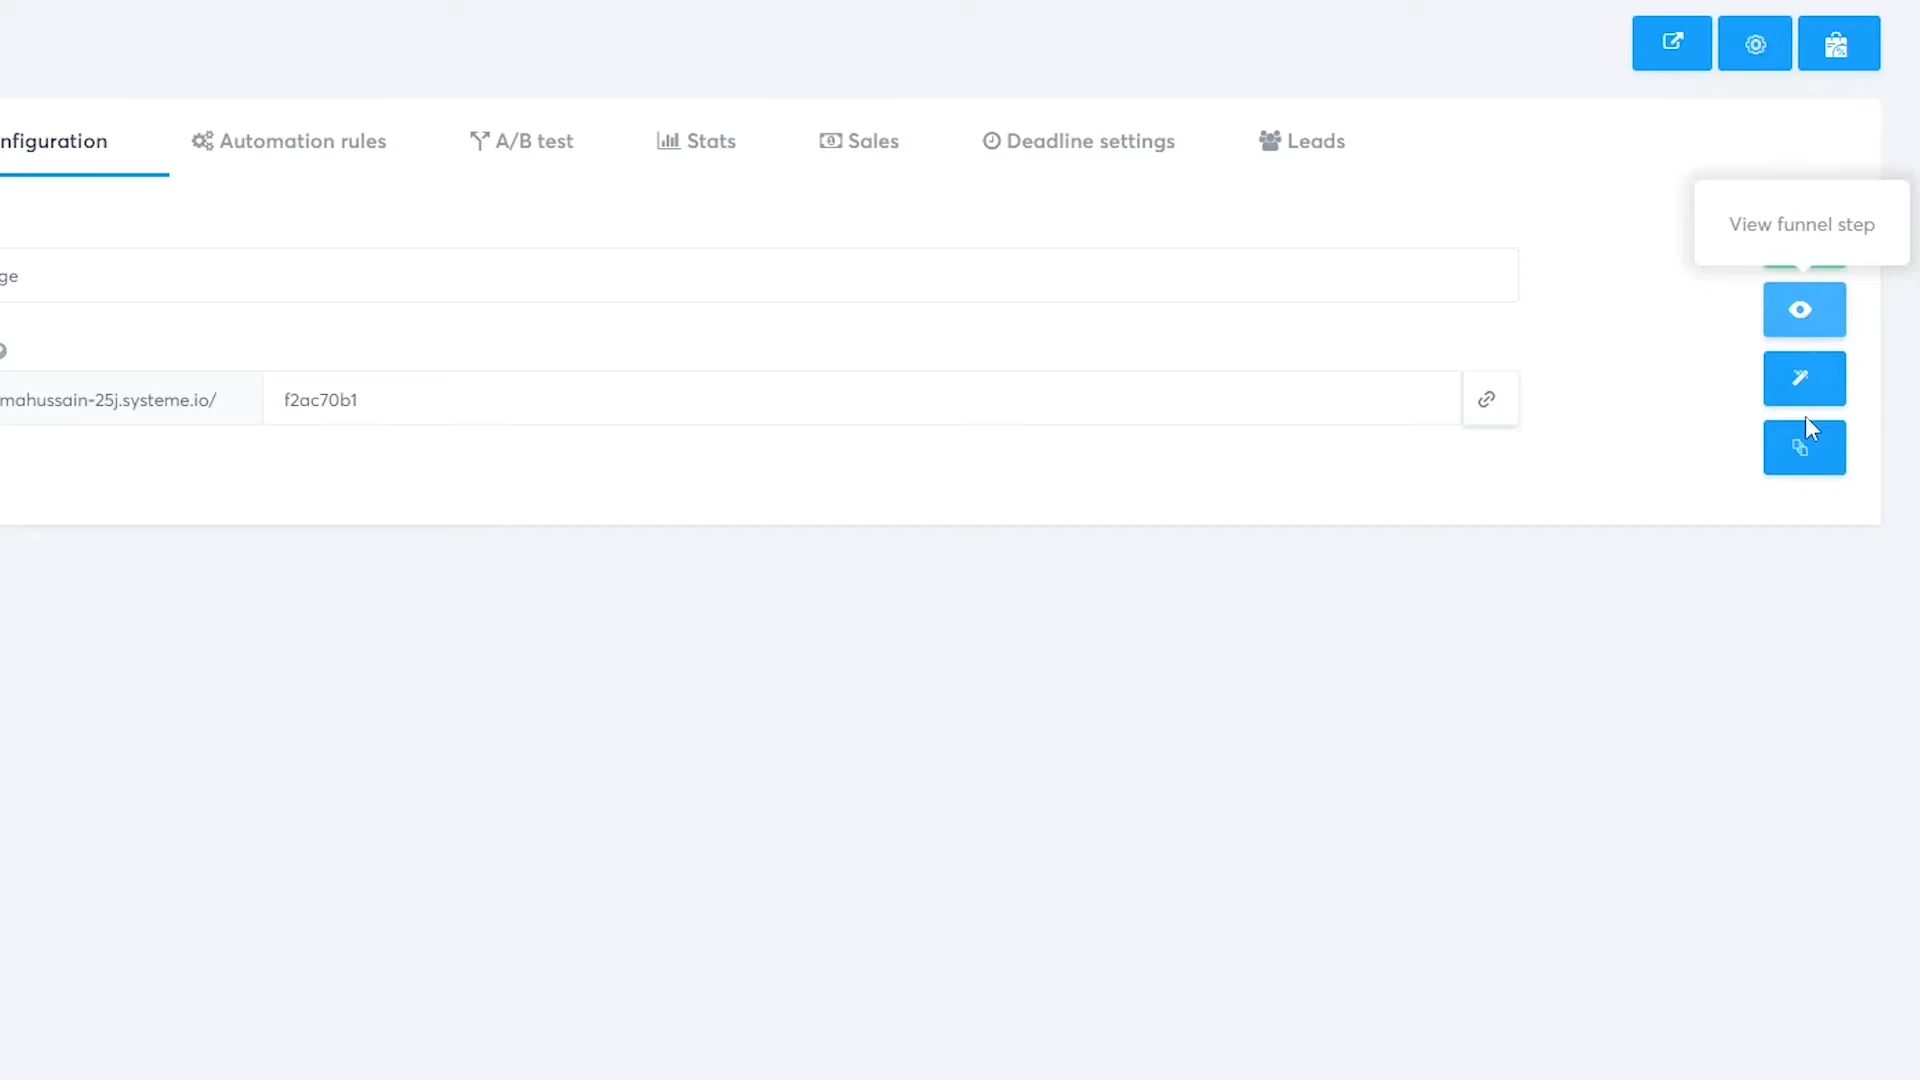 nfiguration
Automation rules
A/B test
Stats
Sales
Deadline settings
Leads
View funnel step
ge
mahussain-25j.systeme.io/
f2ac70b1